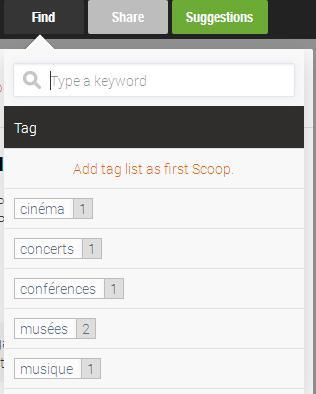 Find Share Suggestions
Type a keyword
Tag
Add tag list as first Scoop.
cinéma 1
concerts 1
conférences 1
musées 2
musique 1